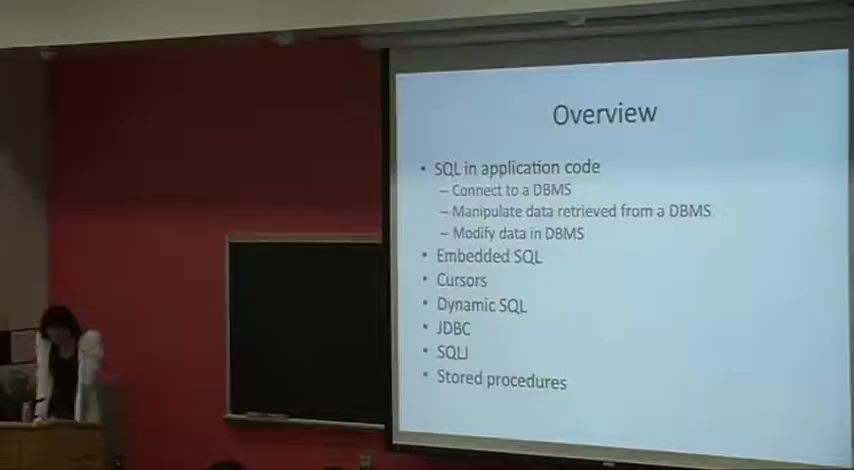 Overview
• SQL in application code
– Connect to a DBMS
– Manipulate data retrieved from a DBMS
– Modify data in DBMS
• Embedded SQL
• Cursors
• Dynamic SQL
• JDBC
• SQLJ
• Stored procedures